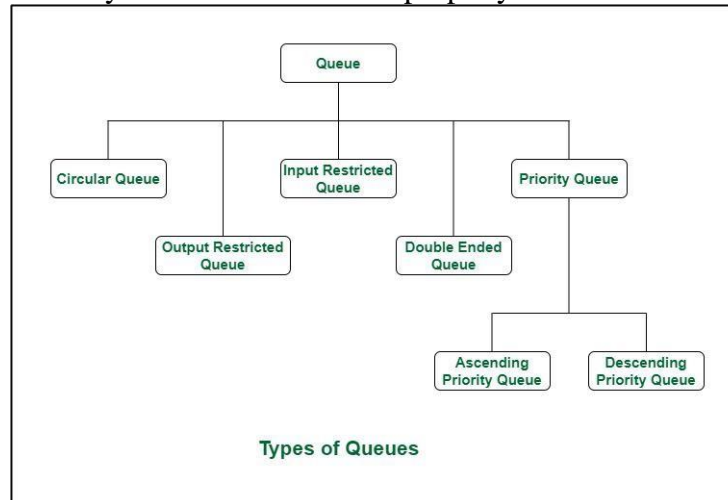 Queue
Circular Queue
Input Restricted
Queue
Priority Queue
Output Restricted
Queue
Double Ended
Queue
Ascending
Priority Queue
Descending
Priority Queue
Types of Queues